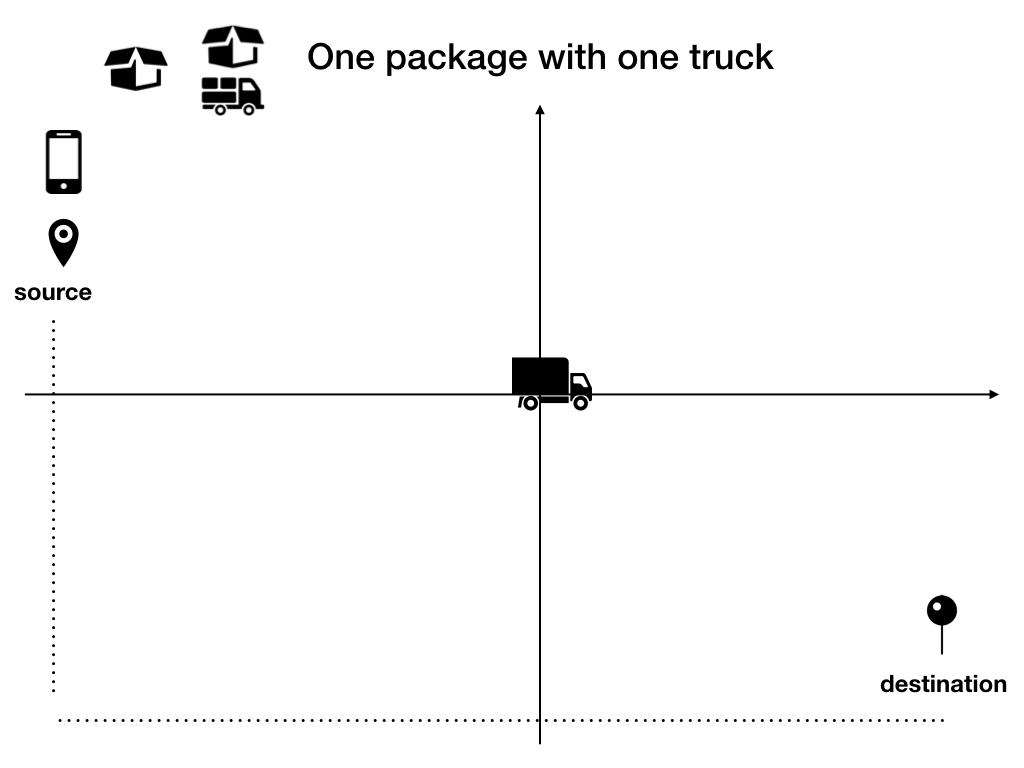 One package with one truck
source
destination